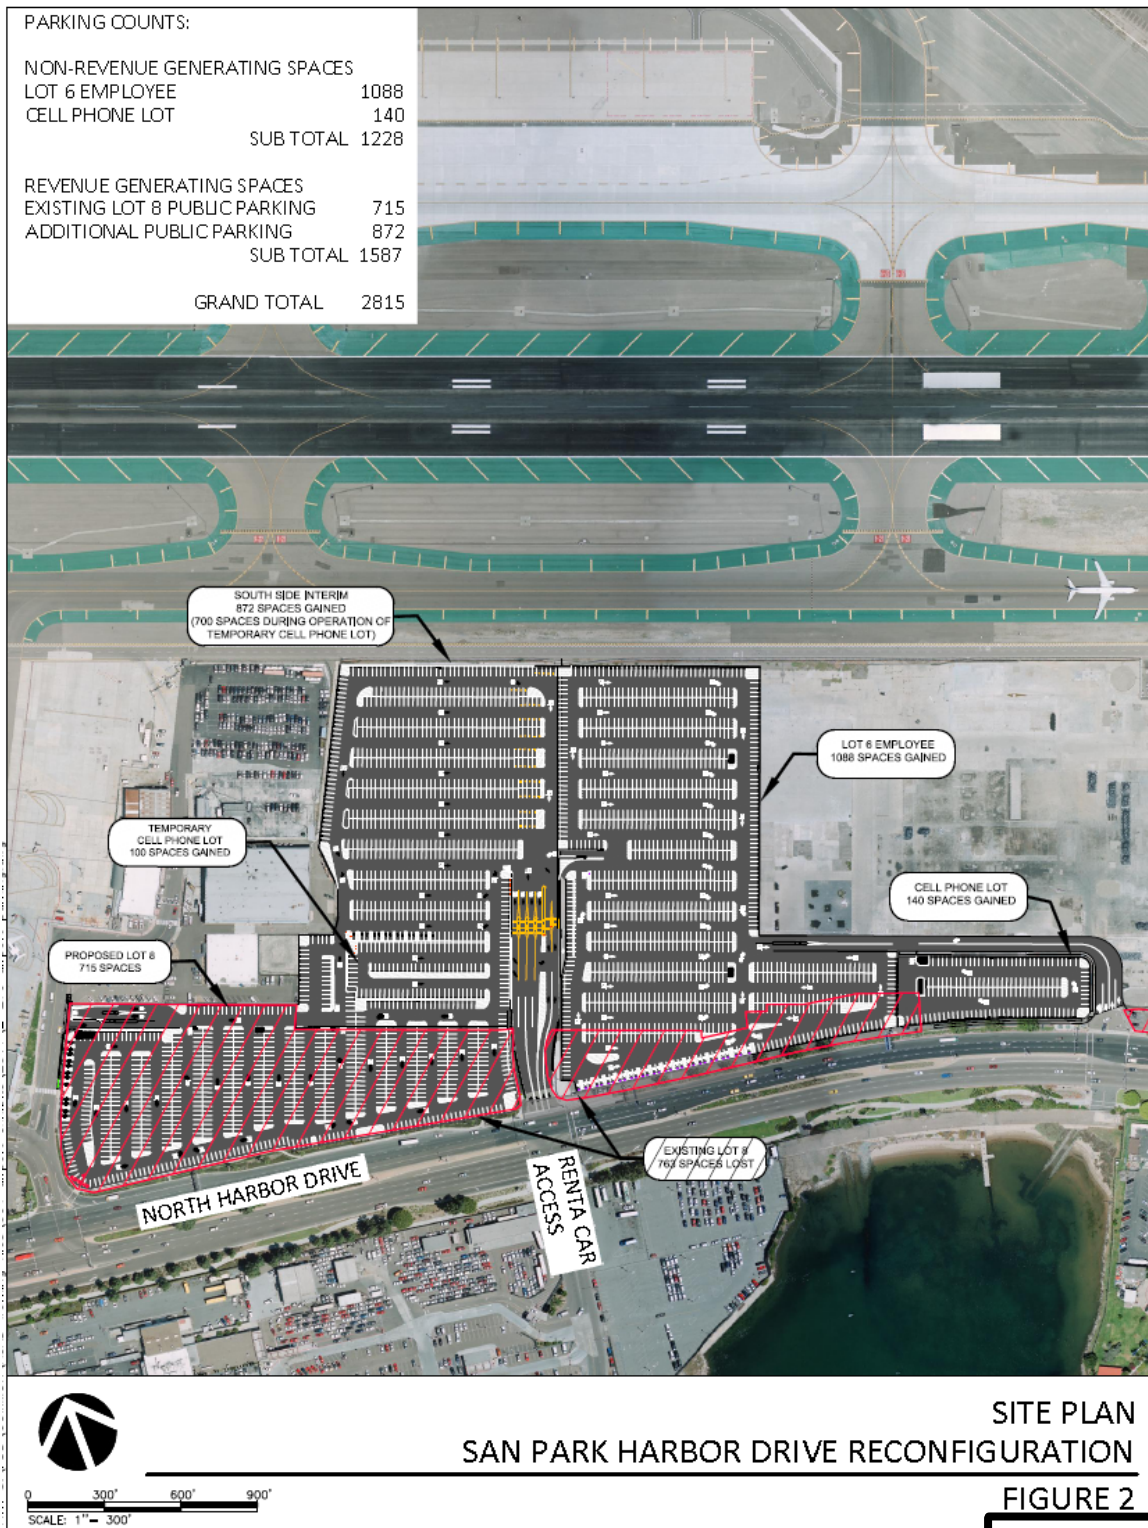 PARKING COUNTS:
NON-REVENUE GENERATING SPACES
LOT 6 EMPLOYEE 1088
CELL PHONE LOT 140
SUB TOTAL 1228
REVENUE GENERATING SPACES
EXISTING LOT 8 PUBLIC PARKING 715
ADDITIONAL PUBLIC PARKING 872
SUB TOTAL 1587
GRAND TOTAL 2815
SOUTH SIDE INTERIM
872 SPACES GAINED
(700 SPACES DURING OPERATION OF
TEMPORARY CELL PHONE LOT)
LOT 6 EMPLOYEE
1088 SPACES GAINED
TEMPORARY
CELL PHONE LOT
100 SPACES GAINED
CELL PHONE LOT
140 SPACES GAINED
PROPOSED LOT 8
715 SPACES
EXISTING LOT 8
763 SPACES LOST
NORTH HARBOR DRIVE
RENTA CAR
ACCESS
SITE PLAN
SAN PARK HARBOR DRIVE RECONFIGURATION
FIGURE 2
0 300' 600' 900'
SCALE: 1"= 300'